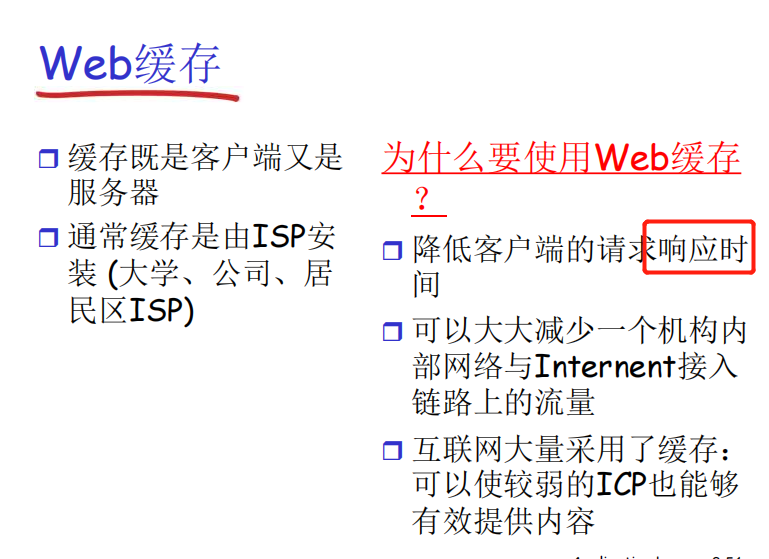 Web缓存
缓存既是客户端又是
服务器
通常缓存是由ISP安
装 (大学、公司、居
民区ISP)
为什么要使用Web缓存
？
降低客户端的请求响应时
间
可以大大减少一个机构内
部网络与Internent接入
链路上的流量
互联网大量采用了缓存：
可以使较弱的ICP也能够
有效提供内容